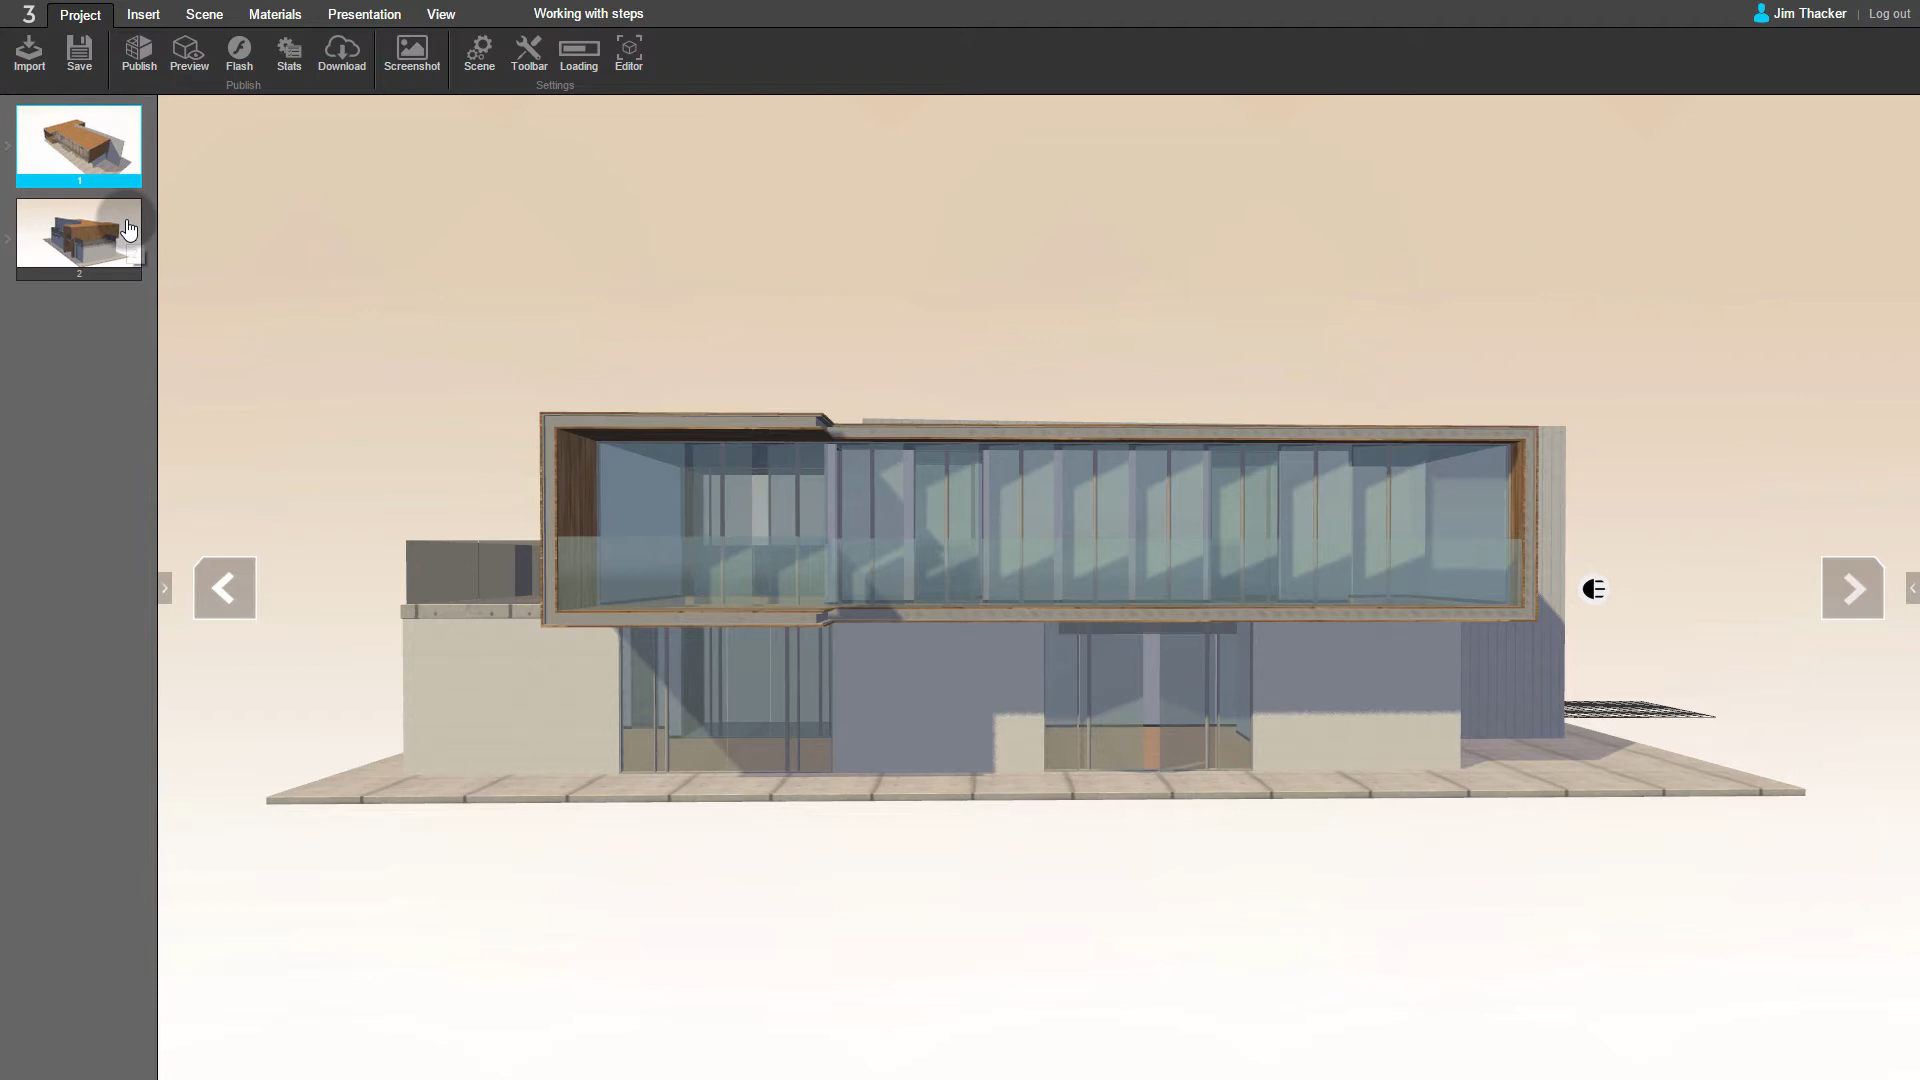 3 Project Insert Scene Materials Presentation View Working with steps Jim Thacker | Log out
Import Save Publish Preview Flash Stats Download Screenshot Scene Toolbar Loading Editor
Publish Settings
1
2